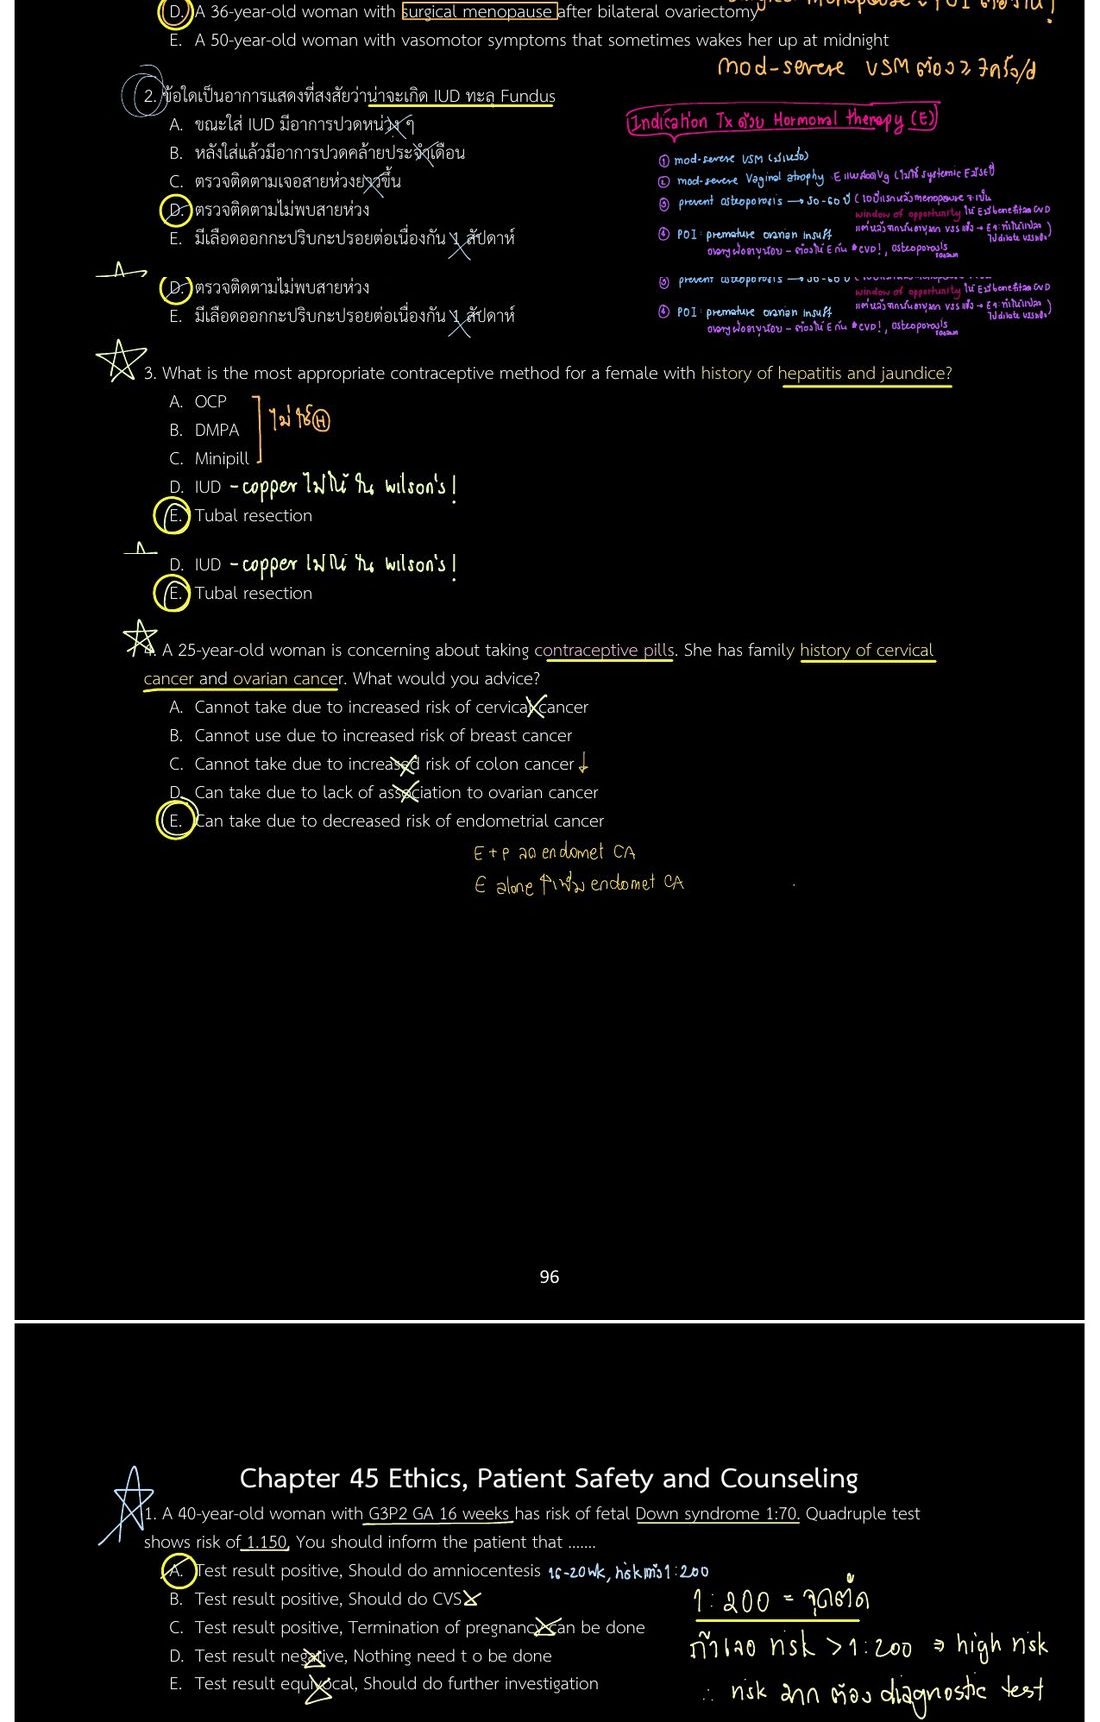 D. A 36-year-old woman with surgical menopause after bilateral ovariectomy
E. A 50-year-old woman with vasomotor symptoms that sometimes wakes her up at midnight
mod-severe VSM ต้อง ≥ 7ครั้ง/d
2. ข้อใดเป็นอาการแสดงที่สงสัยว่าน่าจะเกิด IUD ทะลุ Fundus
Indication Tx ด้วย Hormonal therapy (E)
A. ขณะใส่ IUD มีอาการปวดหน่วง ๆ
B. หลังใส่แล้วมีอาการปวดคล้ายประจำเดือน
C. ตรวจติดตามเจอสายห่วงยาวขึ้น
D. ตรวจติดตามไม่พบสายห่วง
E. มีเลือดออกกะปริบกะปรอยต่อเนื่องกัน 1 สัปดาห์
① mod-severe VSM
② mod-severe Vaginal atrophy
③ prevent osteoporosis → 50-60 ปี
window of opportunity
④ POI: premature ovarian insuff
D. ตรวจติดตามไม่พบสายห่วง
E. มีเลือดออกกะปริบกะปรอยต่อเนื่องกัน 1 สัปดาห์
window of opportunity
④ POI: premature ovarian insuff
3. What is the most appropriate contraceptive method for a female with history of hepatitis and jaundice?
A. OCP
B. DMPA
C. Minipill
ไม่ใช้ Ⓗ
D. IUD - copper ไม่ให้ ใน wilson's!
E. Tubal resection
D. IUD - copper ไม่ให้ ใน wilson's!
E. Tubal resection
4. A 25-year-old woman is concerning about taking contraceptive pills. She has family history of cervical
cancer and ovarian cancer. What would you advice?
A. Cannot take due to increased risk of cervical cancer
B. Cannot use due to increased risk of breast cancer
C. Cannot take due to increased risk of colon cancer ↓
D. Can take due to lack of association to ovarian cancer
E. Can take due to decreased risk of endometrial cancer
E + P ลด endomet CA
E alone ↑เพิ่ม endomet CA
96
Chapter 45 Ethics, Patient Safety and Counseling
1. A 40-year-old woman with G3P2 GA 16 weeks has risk of fetal Down syndrome 1:70. Quadruple test
shows risk of 1.150, You should inform the patient that .......
A. Test result positive, Should do amniocentesis 16-20wk,
B. Test result positive, Should do CVS
C. Test result positive, Termination of pregnancy can be done
D. Test result negative, Nothing need t o be done
E. Test result equivocal, Should do further investigation
1 : 200 = จุดตัด
ถ้าเจอ risk > 1:200 ⇒ high risk
∴ risk มาก ต้อง diagnostic test